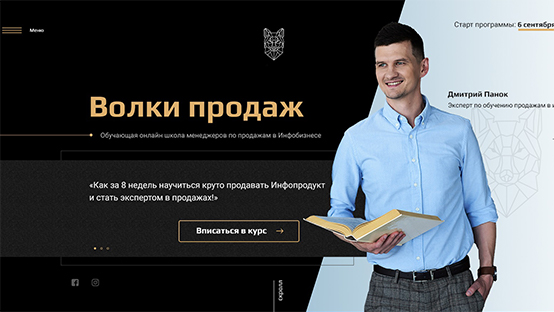 Меню
Старт программы: 6 сентября
Волки продаж
Дмитрий Панок
Эксперт по обучению продажам в и
Обучающая онлайн школа менеджеров по продажам в Инфобизнесе
«Как за 8 недель научиться круто продавать Инфопродукт
и стать экспертом в продажах!»
Вписаться в курс
скролл